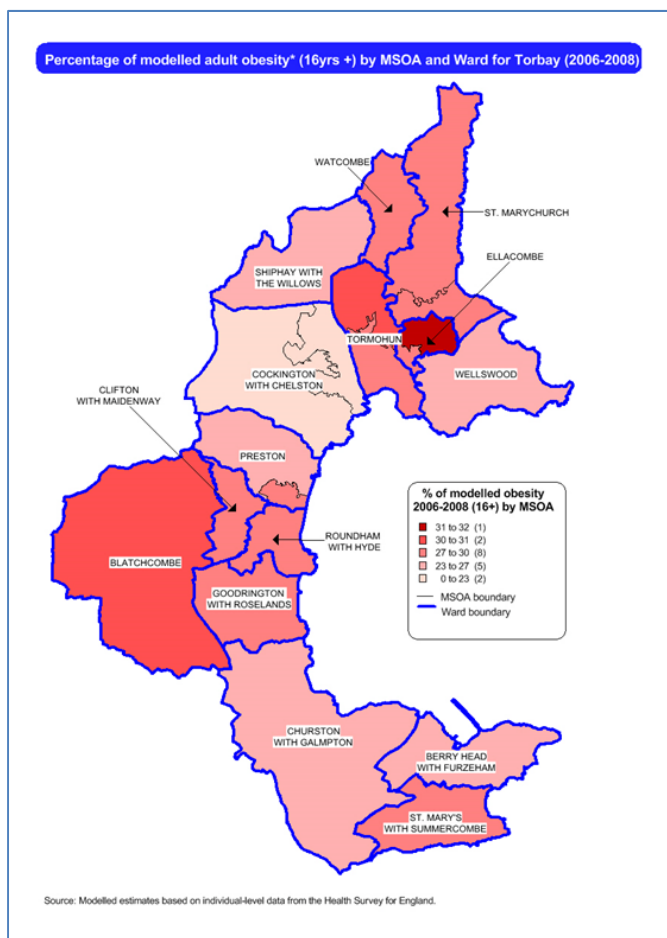 Percentage of modelled adult obesity* (16yrs +) by MSOA and Ward for Torbay (2006-2008)
WATCOMBE
ST. MARYCHURCH
ELLACOMBE
SHIPHAY WITH
THE WILLOWS
TORMOHUN
COCKINGTON
WITH CHELSTON
WELLSWOOD
CLIFTON
WITH MAIDENWAY
PRESTON
% of modelled obesity
2006-2008 (16+) by MSOA
31 to 32 (1)
30 to 31 (2)
27 to 30 (8)
23 to 27 (5)
0 to 23 (2)
MSOA boundary
Ward boundary
ROUNDHAM
WITH HYDE
BLATCHCOMBE
GOODRINGTON
WITH ROSELANDS
CHURSTON
WITH GALMPTON
BERRY HEAD
WITH FURZEHAM
ST. MARY'S
WITH SUMMERCOMBE
Source: Modelled estimates based on individual-level data from the Health Survey for England.